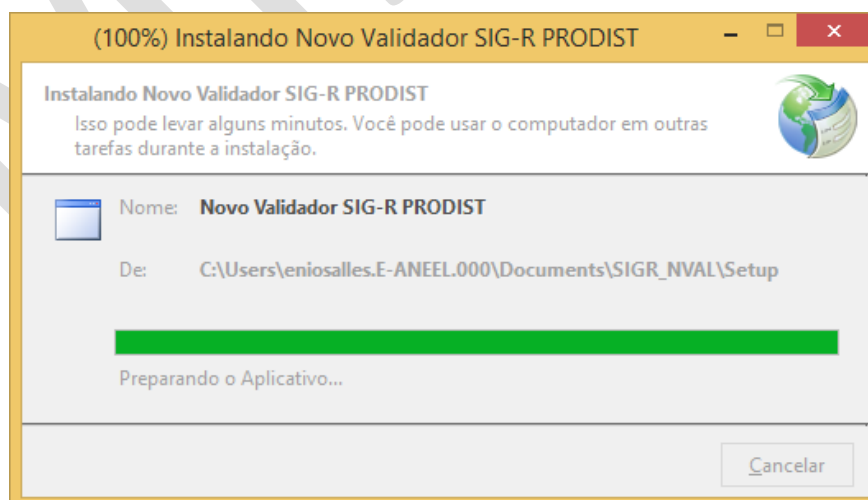 (100%) Instalando Novo Validador SIG-R PRODIST
Instalando Novo Validador SIG-R PRODIST
Isso pode levar alguns minutos. Você pode usar o computador em outras
tarefas durante a instalação.
Nome: Novo Validador SIG-R PRODIST
De: C:\Users\eniosalles.E-ANEEL.000\Documents\SIGR_NVAL\Setup
Preparando o Aplicativo...
Cancelar